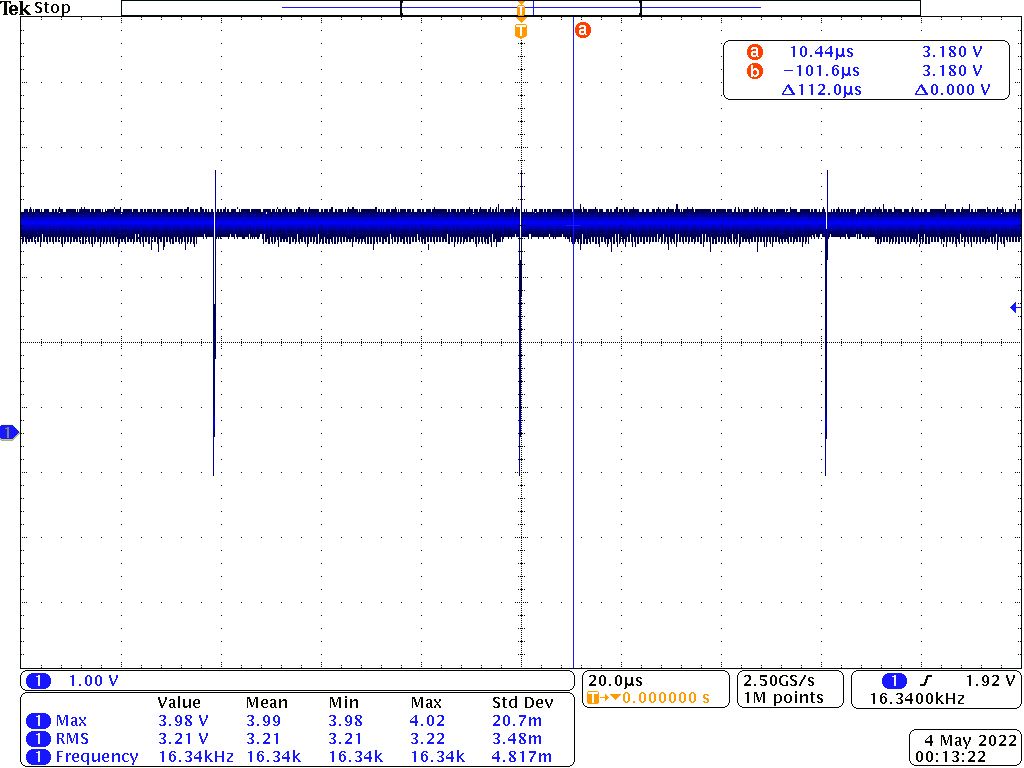 Tek Stop
T
T
a
a 10.44µs 3.180 V
b −101.6µs 3.180 V
Δ112.0µs Δ0.000 V
1
1 1.00 V
20.0µs
T→▼0.000000 s
2.50GS/s
1M points
1 1.92 V
16.3400kHz
Value Mean Min Max Std Dev
1 Max 3.98 V 3.99 3.98 4.02 20.7m
1 RMS 3.21 V 3.21 3.21 3.22 3.48m
1 Frequency 16.34kHz 16.34k 16.34k 16.34k 4.817m
4 May 2022
00:13:22